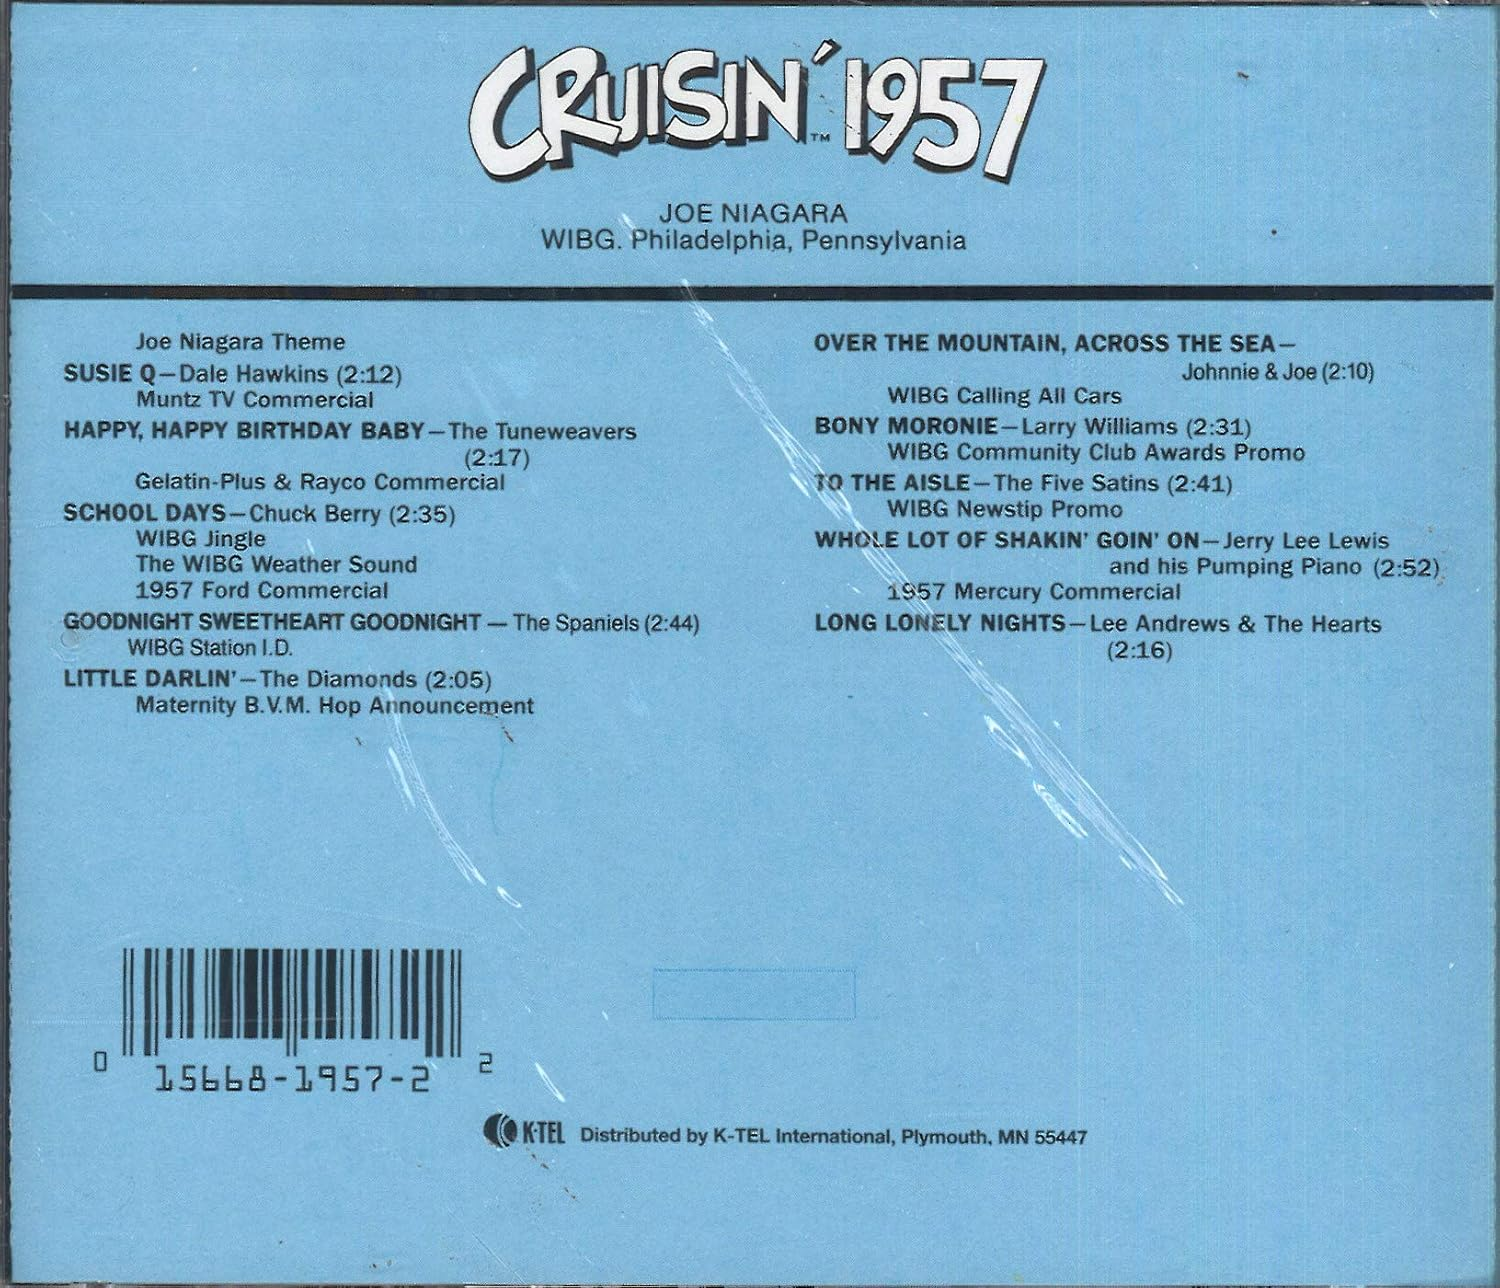 CRUISIN' 1957
™
JOE NIAGARA
WIBG. Philadelphia, Pennsylvania
Joe Niagara Theme
SUSIE Q—Dale Hawkins (2:12)
Muntz TV Commercial
HAPPY, HAPPY BIRTHDAY BABY—The Tuneweavers
(2:17)
Gelatin-Plus & Rayco Commercial
SCHOOL DAYS—Chuck Berry (2:35)
WIBG Jingle
The WIBG Weather Sound
1957 Ford Commercial
GOODNIGHT SWEETHEART GOODNIGHT — The Spaniels (2:44)
WIBG Station I.D.
LITTLE DARLIN'—The Diamonds (2:05)
Maternity B.V.M. Hop Announcement
OVER THE MOUNTAIN, ACROSS THE SEA—
Johnnie & Joe (2:10)
WIBG Calling All Cars
BONY MORONIE—Larry Williams (2:31)
WIBG Community Club Awards Promo
TO THE AISLE—The Five Satins (2:41)
WIBG Newstip Promo
WHOLE LOT OF SHAKIN' GOIN' ON—Jerry Lee Lewis
and his Pumping Piano (2:52)
1957 Mercury Commercial
LONG LONELY NIGHTS—Lee Andrews & The Hearts
(2:16)
0 15668-1957-2 2
K-TEL Distributed by K-TEL International, Plymouth, MN 55447